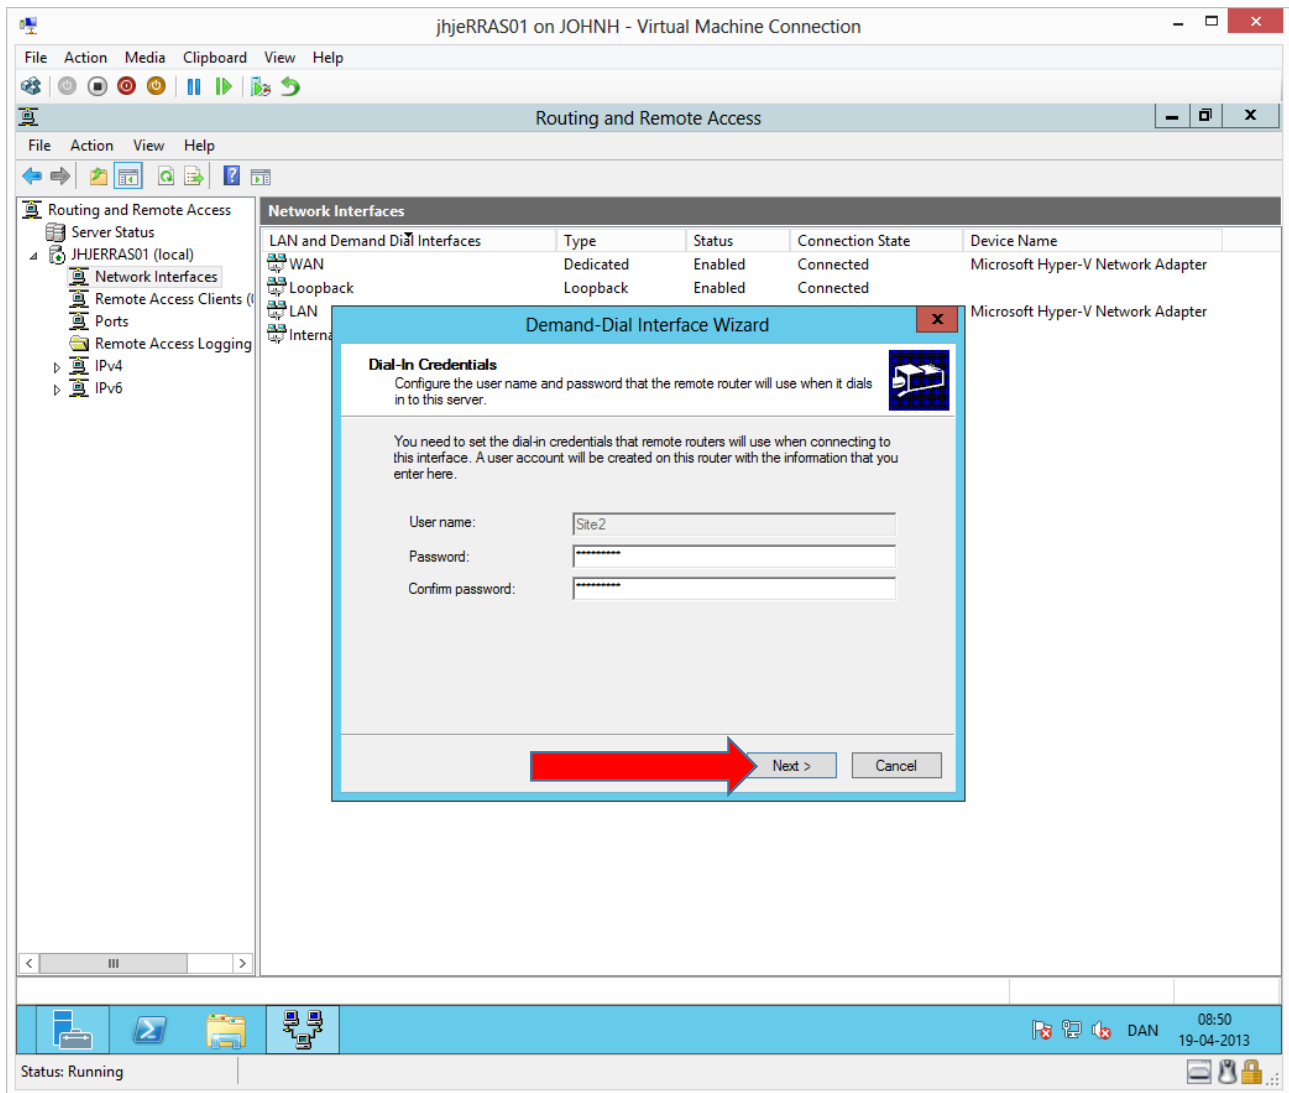 jhjeRRAS01 on JOHNH - Virtual Machine Connection
File Action Media Clipboard View Help
Routing and Remote Access
File Action View Help
Routing and Remote Access
Server Status
JHJERRAS01 (local)
Network Interfaces
Remote Access Clients (
Ports
Remote Access Logging
IPv4
IPv6
Network Interfaces
LAN and Demand Dial Interfaces Type Status Connection State Device Name
WAN Dedicated Enabled Connected Microsoft Hyper-V Network Adapter
Loopback Loopback Enabled Connected
LAN Microsoft Hyper-V Network Adapter
Interna
Demand-Dial Interface Wizard
Dial-In Credentials
Configure the user name and password that the remote router will use when it dials
in to this server.
You need to set the dial-in credentials that remote routers will use when connecting to
this interface. A user account will be created on this router with the information that you
enter here.
User name: Site2
Password: *********
Confirm password: *********
Next > Cancel
DAN
08:50
19-04-2013
Status: Running